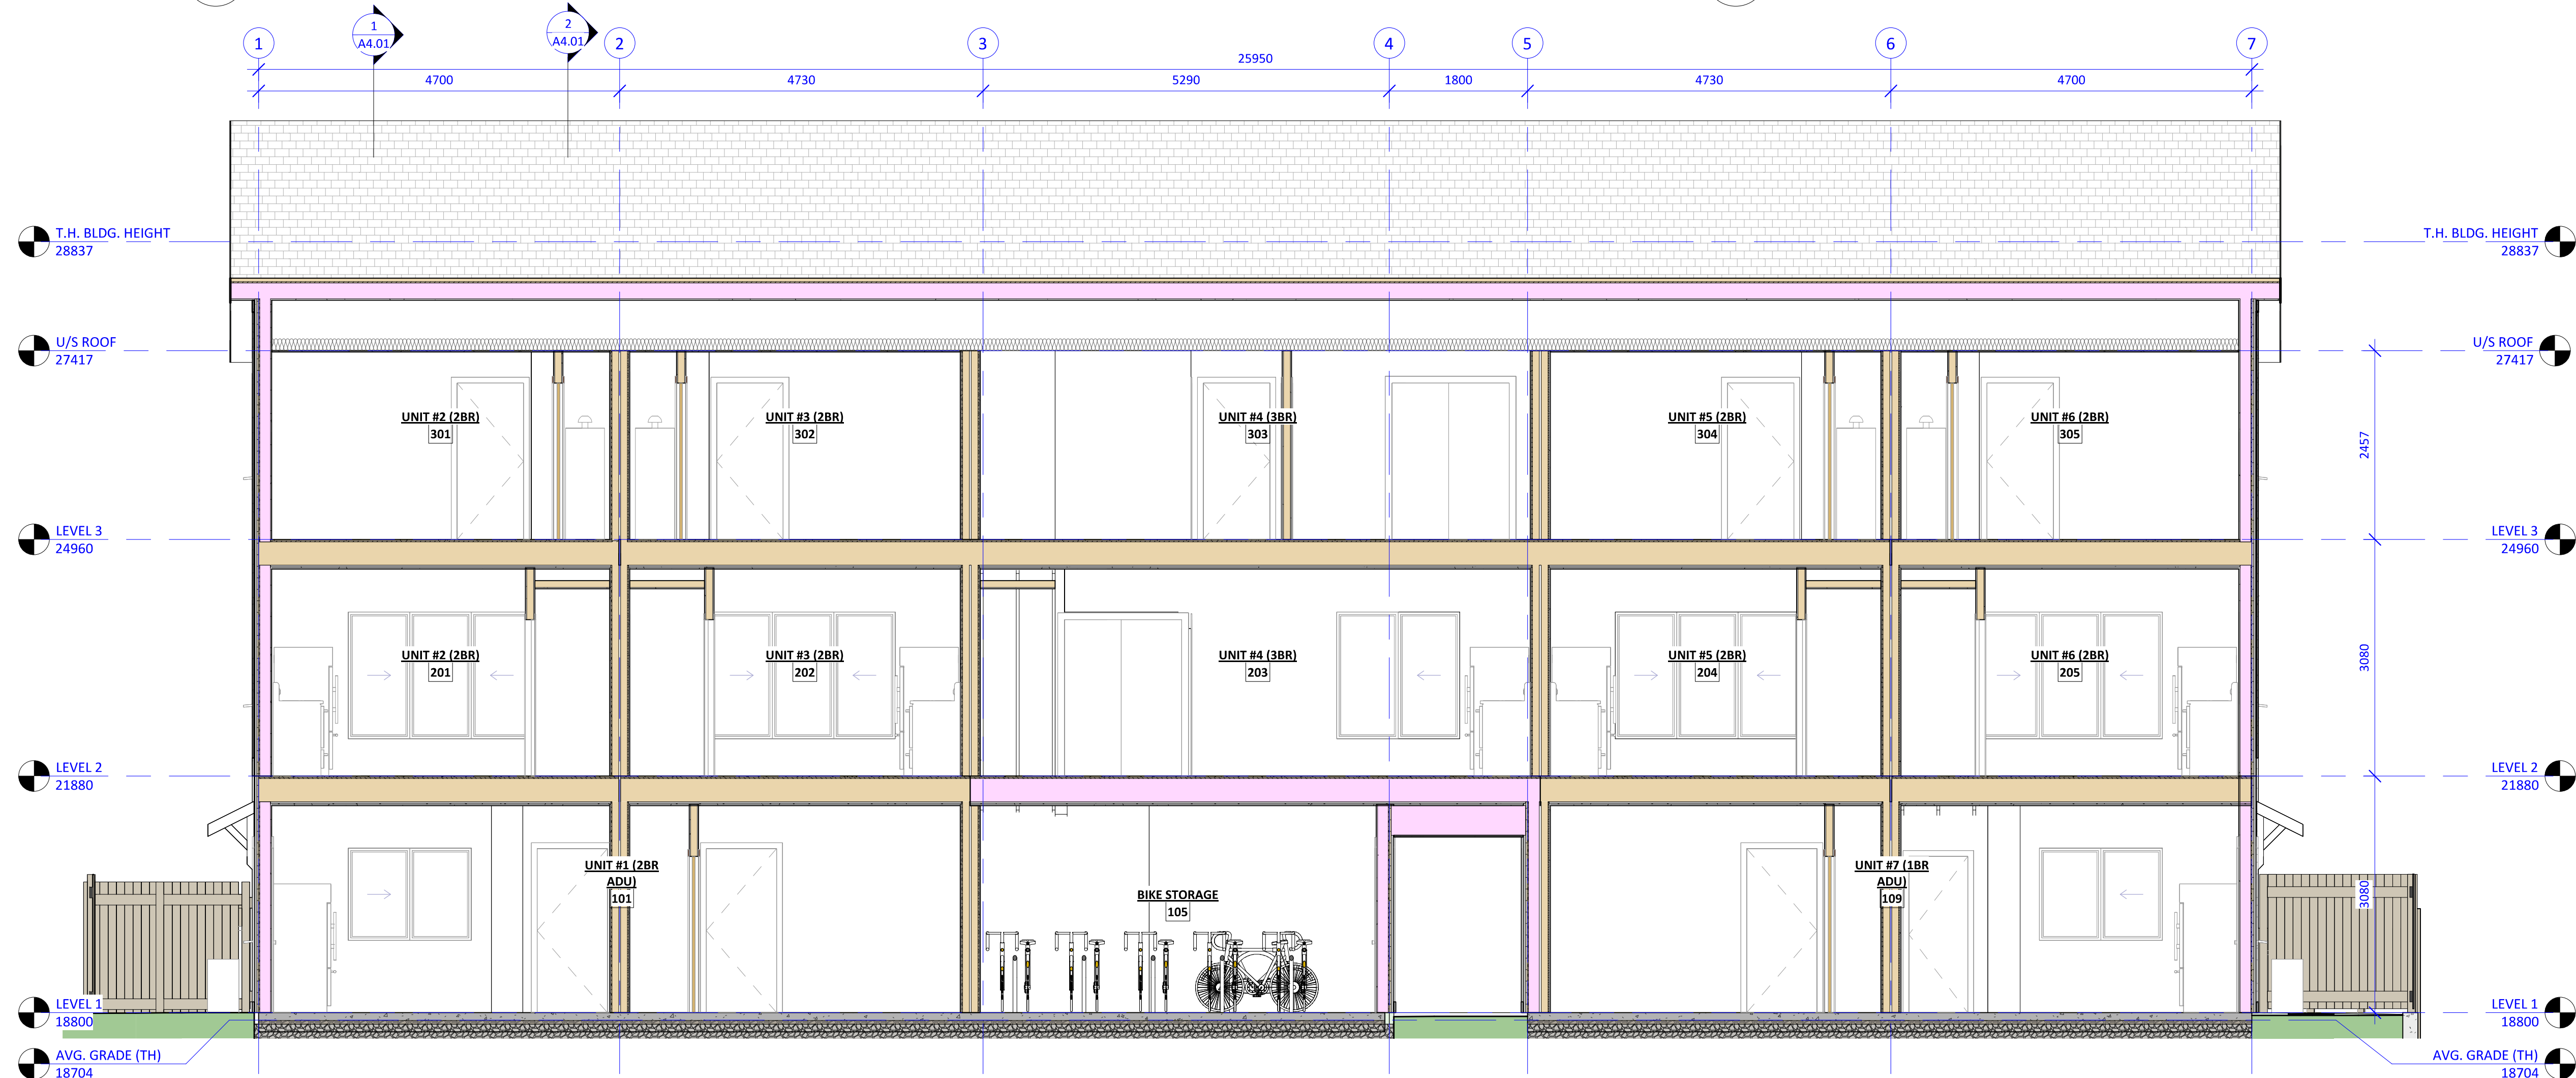 1
A4.01
2
A4.01
1
2
3
4
5
6
7
25950
4700
4730
5290
1800
4730
4700
T.H. BLDG. HEIGHT
28837
T.H. BLDG. HEIGHT
28837
U/S ROOF
27417
U/S ROOF
27417
UNIT #2 (2BR)
301
UNIT #3 (2BR)
302
UNIT #4 (3BR)
303
UNIT #5 (2BR)
304
UNIT #6 (2BR)
305
2457
LEVEL 3
24960
LEVEL 3
24960
UNIT #2 (2BR)
201
UNIT #3 (2BR)
202
UNIT #4 (3BR)
203
UNIT #5 (2BR)
204
UNIT #6 (2BR)
205
3080
LEVEL 2
21880
LEVEL 2
21880
UNIT #1 (2BR
ADU)
101
BIKE STORAGE
105
UNIT #7 (1BR
ADU)
109
3080
LEVEL 1
18800
LEVEL 1
18800
AVG. GRADE (TH)
18704
AVG. GRADE (TH)
18704